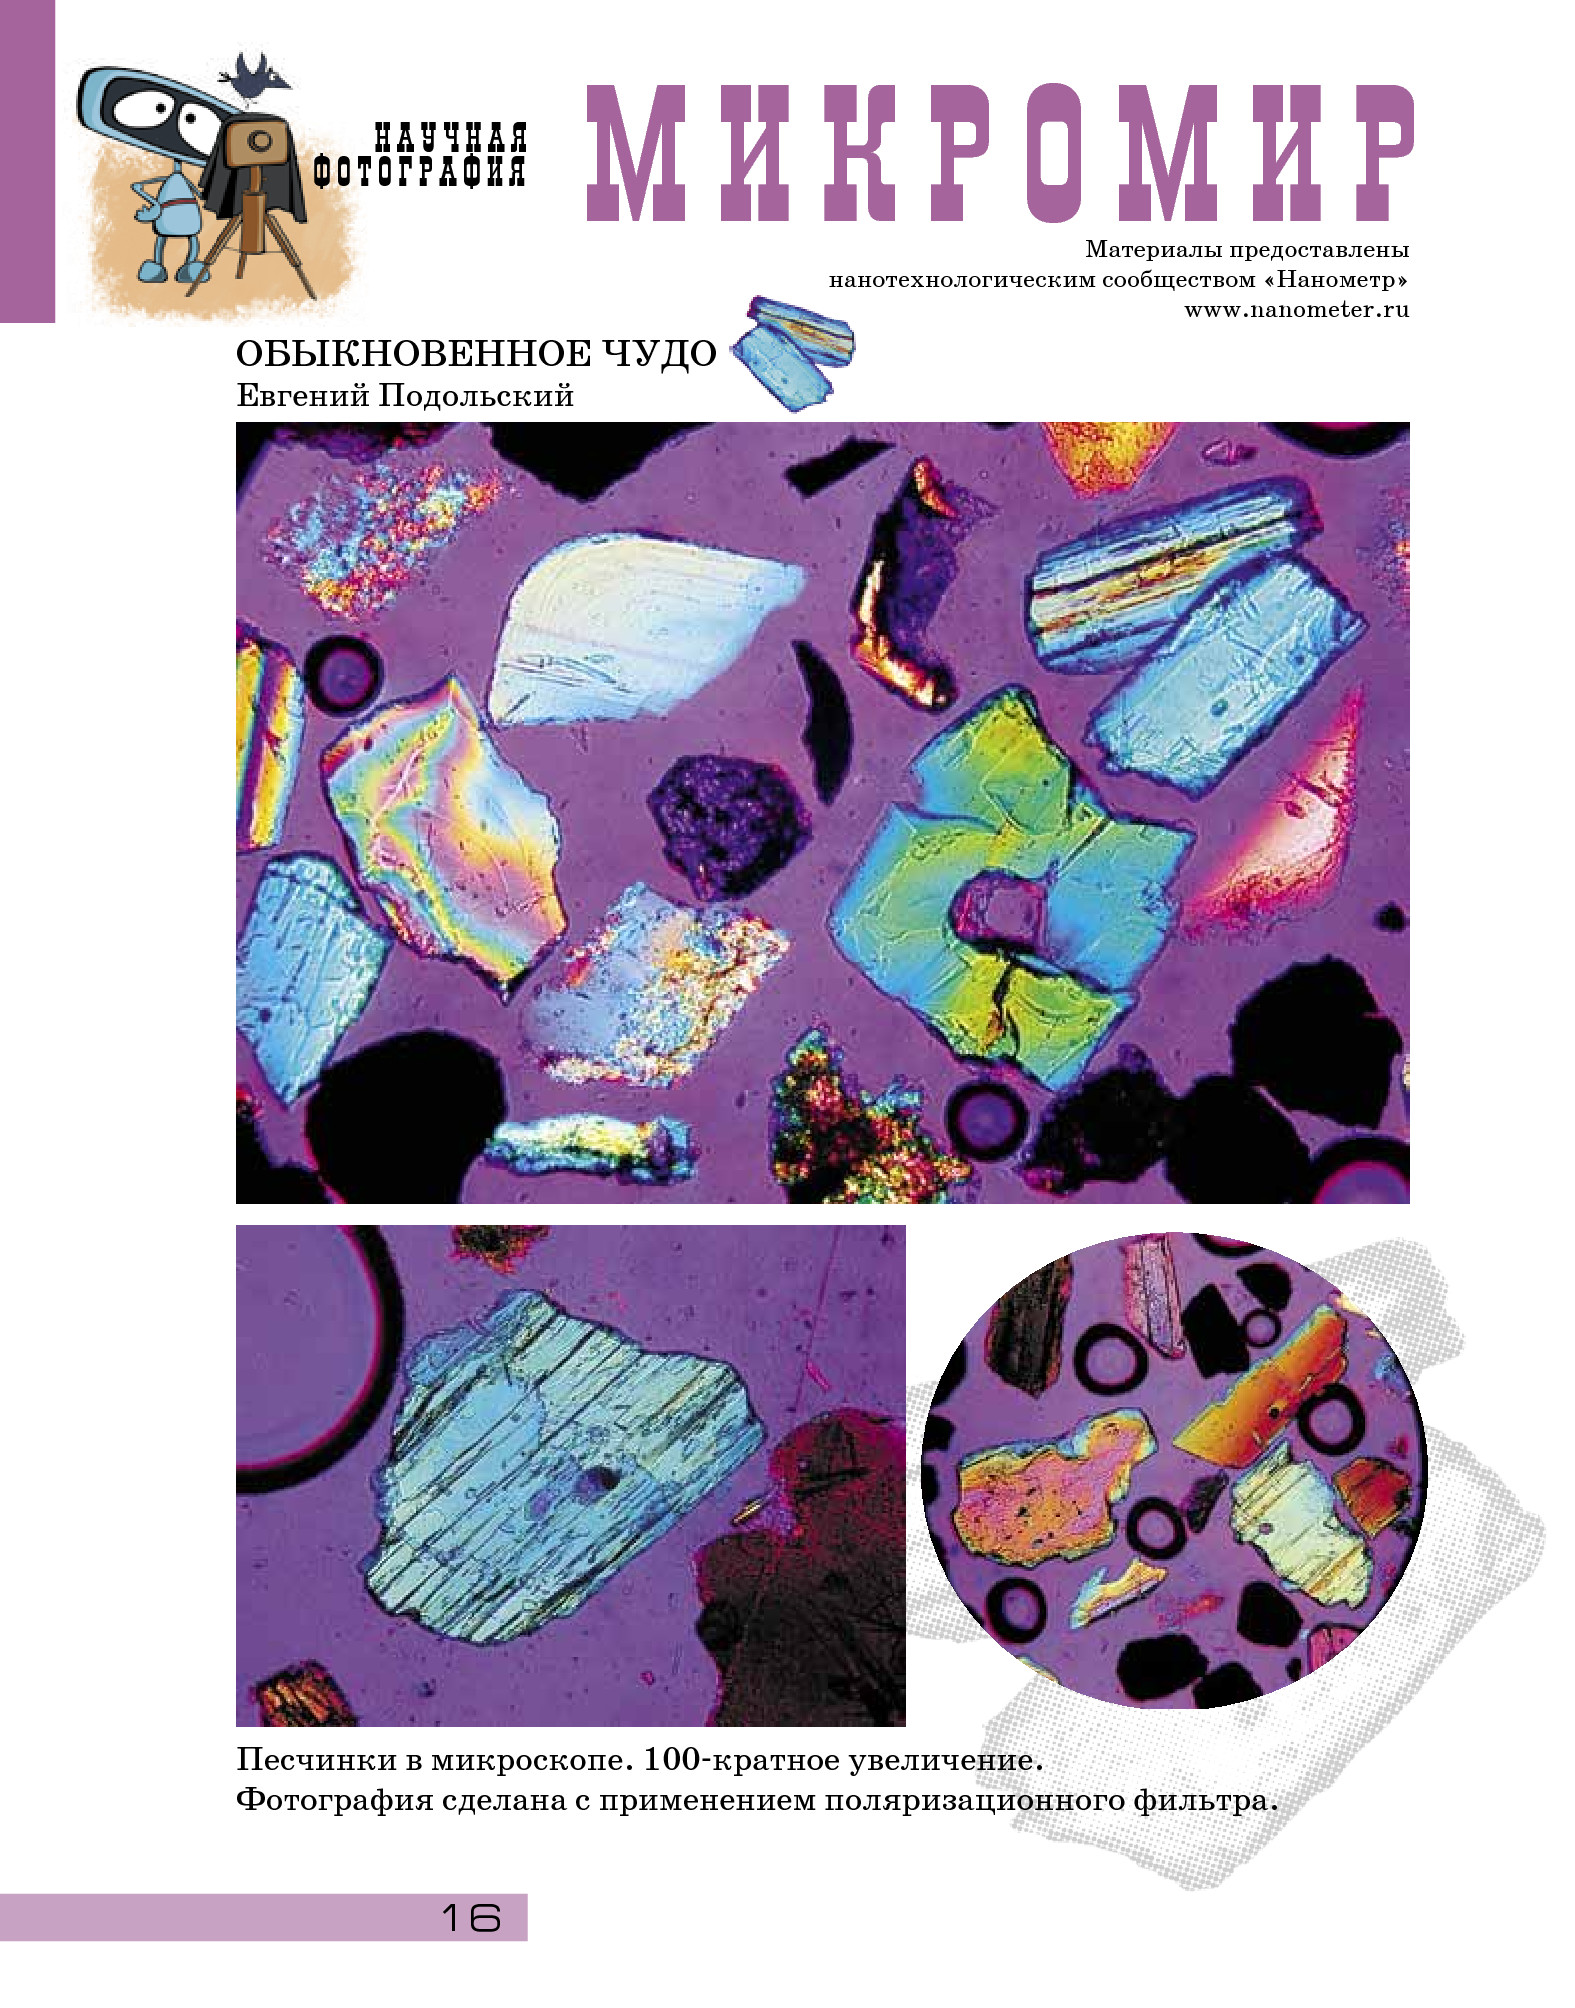 НАУЧНАЯ
ФОТОГРАФИЯ
МИКРОМИР
Материалы предоставлены
нанотехнологическим сообществом «Нанометр»
www.nanometer.ru
ОБЫКНОВЕННОЕ ЧУДО
Евгений Подольский
Песчинки в микроскопе. 100-кратное увеличение.
Фотография сделана с применением поляризационного фильтра.
16